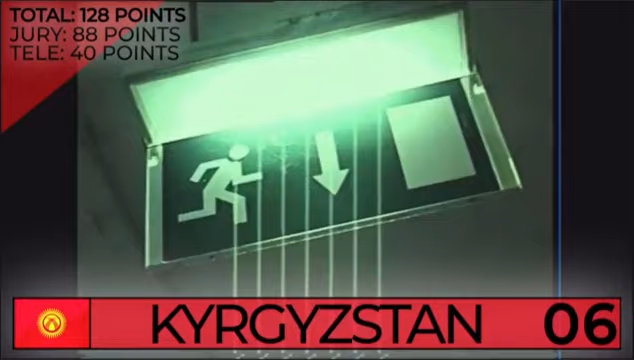 TOTAL: 128 POINTS
JURY: 88 POINTS
TELE: 40 POINTS
KYRGYZSTAN 06